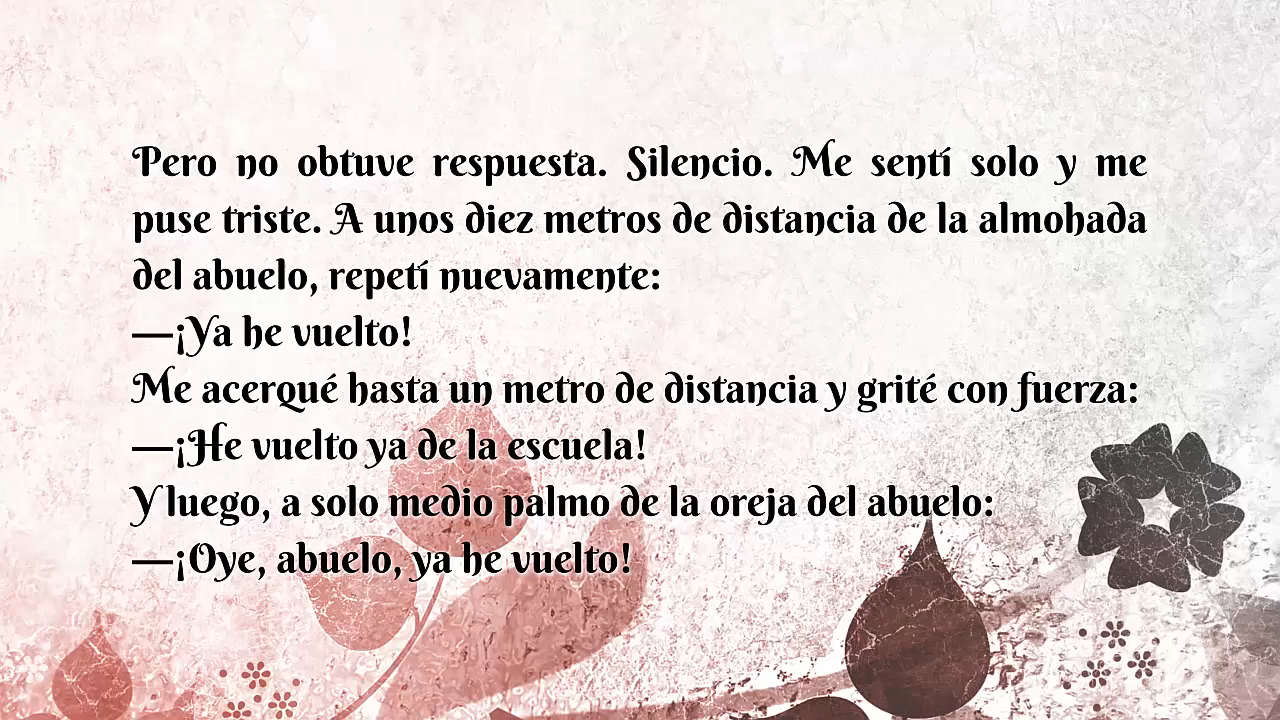 Pero no obtuve respuesta. Silencio. Me sentí solo y me
puse triste. A unos diez metros de distancia de la almohada
del abuelo, repetí nuevamente:
—¡Ya he vuelto!
Me acerqué hasta un metro de distancia y grité con fuerza:
—¡He vuelto ya de la escuela!
Y luego, a solo medio palmo de la oreja del abuelo:
—¡Oye, abuelo, ya he vuelto!